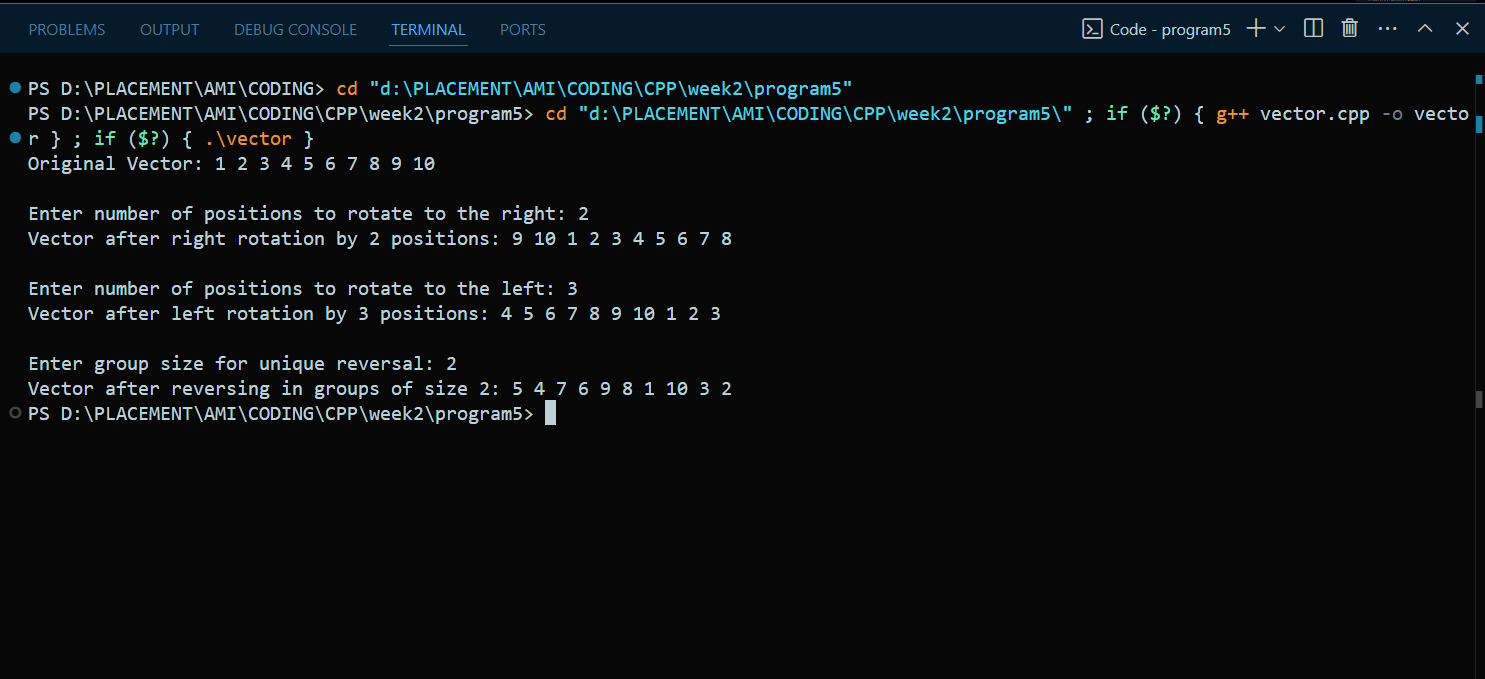 PROBLEMS OUTPUT DEBUG CONSOLE TERMINAL PORTS Code - program5
PS D:\PLACEMENT\AMI\CODING> cd "d:\PLACEMENT\AMI\CODING\CPP\week2\program5"
PS D:\PLACEMENT\AMI\CODING\CPP\week2\program5> cd "d:\PLACEMENT\AMI\CODING\CPP\week2\program5\" ; if ($?) { g++ vector.cpp -o vecto
r } ; if ($?) { .\vector }
Original Vector: 1 2 3 4 5 6 7 8 9 10
Enter number of positions to rotate to the right: 2
Vector after right rotation by 2 positions: 9 10 1 2 3 4 5 6 7 8
Enter number of positions to rotate to the left: 3
Vector after left rotation by 3 positions: 4 5 6 7 8 9 10 1 2 3
Enter group size for unique reversal: 2
Vector after reversing in groups of size 2: 5 4 7 6 9 8 1 10 3 2
PS D:\PLACEMENT\AMI\CODING\CPP\week2\program5>